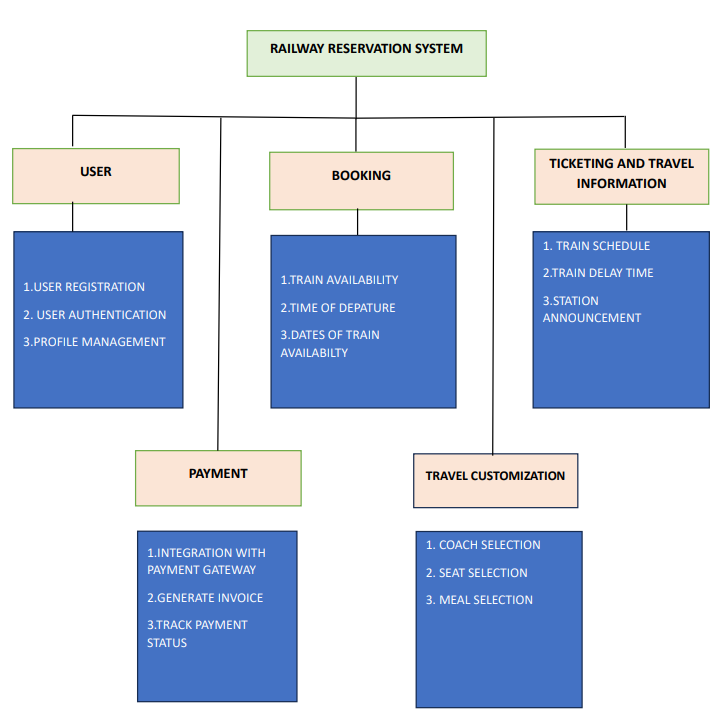 RAILWAY RESERVATION SYSTEM
USER
BOOKING
TICKETING AND TRAVEL
INFORMATION
1.USER REGISTRATION
2. USER AUTHENTICATION
3.PROFILE MANAGEMENT
1.TRAIN AVAILABILITY
2.TIME OF DEPATURE
3.DATES OF TRAIN
AVAILABILTY
1. TRAIN SCHEDULE
2.TRAIN DELAY TIME
3.STATION
ANNOUNCEMENT
PAYMENT
TRAVEL CUSTOMIZATION
1.INTEGRATION WITH
PAYMENT GATEWAY
2.GENERATE INVOICE
3.TRACK PAYMENT
STATUS
1. COACH SELECTION
2. SEAT SELECTION
3. MEAL SELECTION